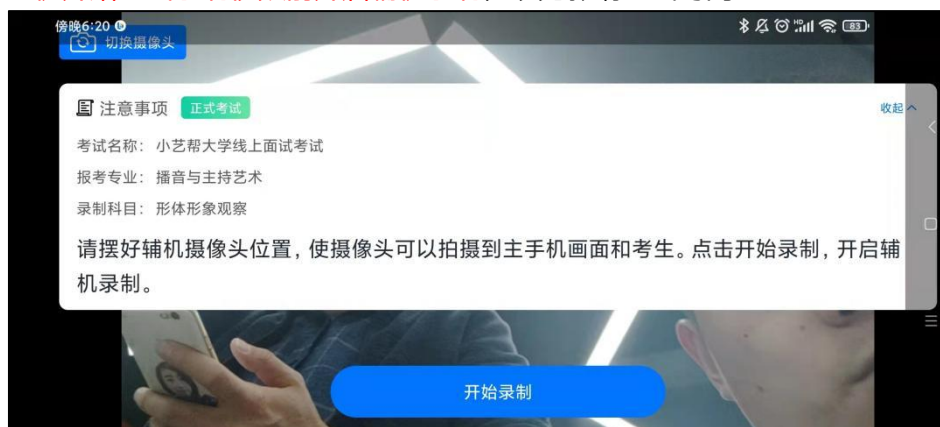 傍晚6:20
83
切换摄像头
注意事项 正式考试 收起
考试名称： 小艺帮大学线上面试考试
报考专业： 播音与主持艺术
录制科目： 形体形象观察
请摆好辅机摄像头位置，使摄像头可以拍摄到主手机画面和考生。点击开始录制，开启辅
机录制。
开始录制